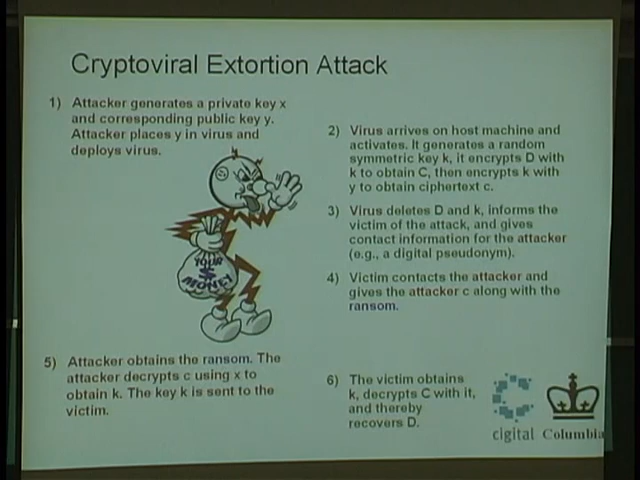 Cryptoviral Extortion Attack
1) Attacker generates a private key x
and corresponding public key y.
Attacker places y in virus and
deploys virus.
2) Virus arrives on host machine and
activates. It generates a random
symmetric key k, it encrypts D with
k to obtain C, then encrypts k with
y to obtain ciphertext c.
3) Virus deletes D and k, informs the
victim of the attack, and gives
contact information for the attacker
(e.g., a digital pseudonym).
4) Victim contacts the attacker and
gives the attacker c along with the
ransom.
YOUR
$
MONEY
5) Attacker obtains the ransom. The
attacker decrypts c using x to
obtain k. The key k is sent to the
victim.
6) The victim obtains
k, decrypts C with it,
and thereby
recovers D.
cigital Columbia